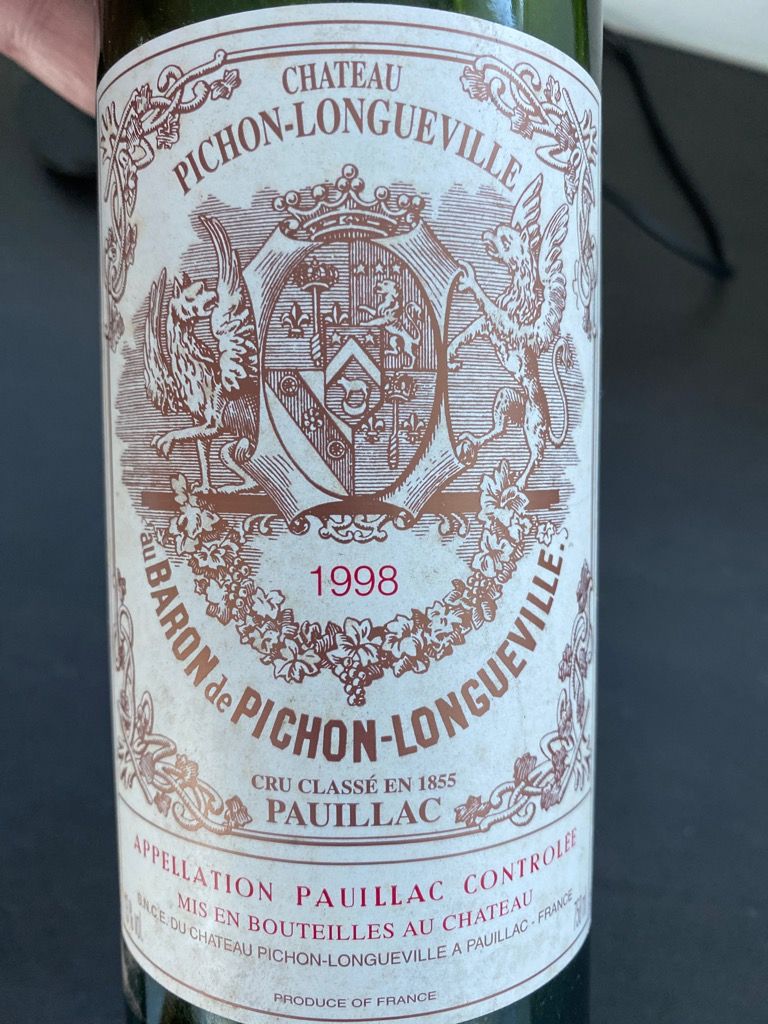 CHATEAU
PICHON-LONGUEVILLE
1998
au BARON de PICHON-LONGUEVILLE.
CRU CLASSÉ EN 1855
PAUILLAC
APPELLATION PAUILLAC CONTROLÉE
MIS EN BOUTEILLES AU CHATEAU
S.N.C.E. DU CHATEAU PICHON-LONGUEVILLE A PAUILLAC - FRANCE
PRODUCE OF FRANCE